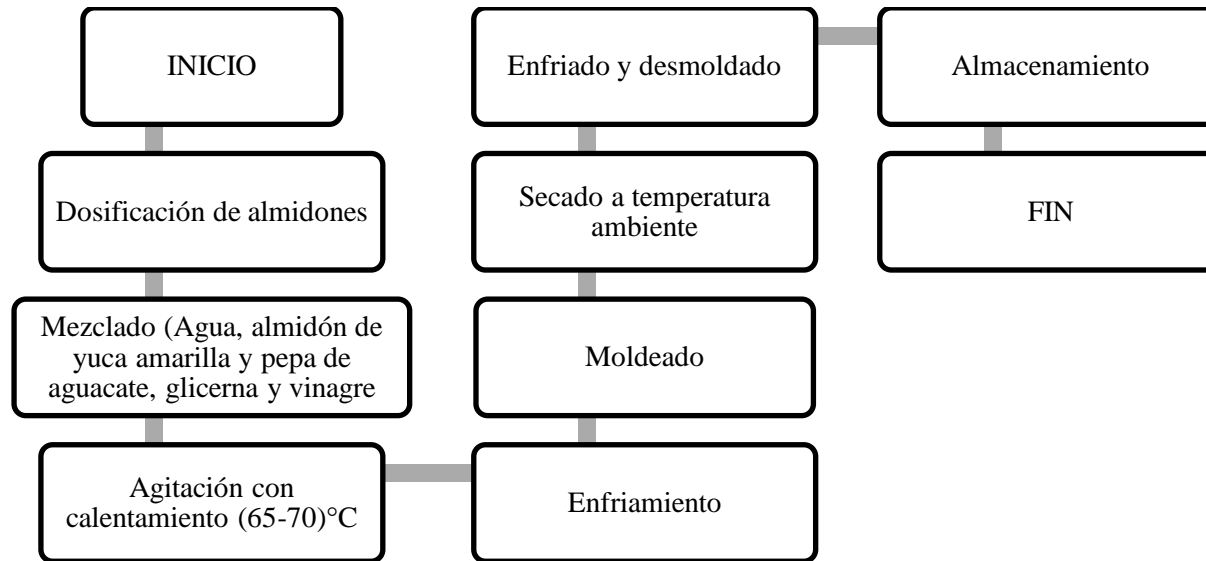 INICIO
Dosificación de almidones
Mezclado (Agua, almidón de
yuca amarilla y pepa de
aguacate, glicerna y vinagre
Agitación con
calentamiento (65-70)°C
Enfriamiento
Moldeado
Secado a temperatura
ambiente
Enfriado y desmoldado
Almacenamiento
FIN